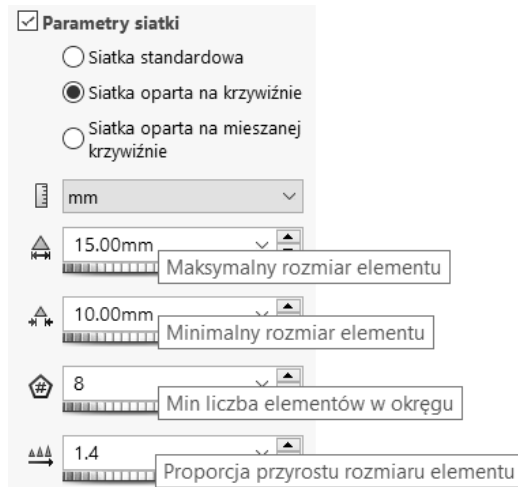 Parametry siatki
Siatka standardowa
Siatka oparta na krzywiźnie
Siatka oparta na mieszanej
krzywiźnie
mm
15.00mm
Maksymalny rozmiar elementu
10.00mm
Minimalny rozmiar elementu
#
8
Min liczba elementów w okręgu
1.4
Proporcja przyrostu rozmiaru elementu